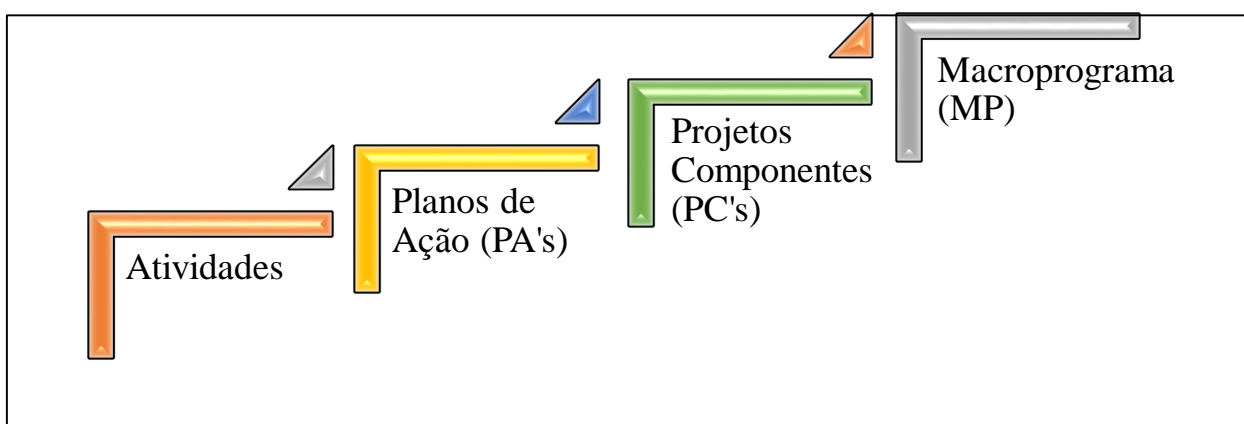 Atividades
Planos de
Ação (PA's)
Projetos
Componentes
(PC's)
Macroprograma
(MP)